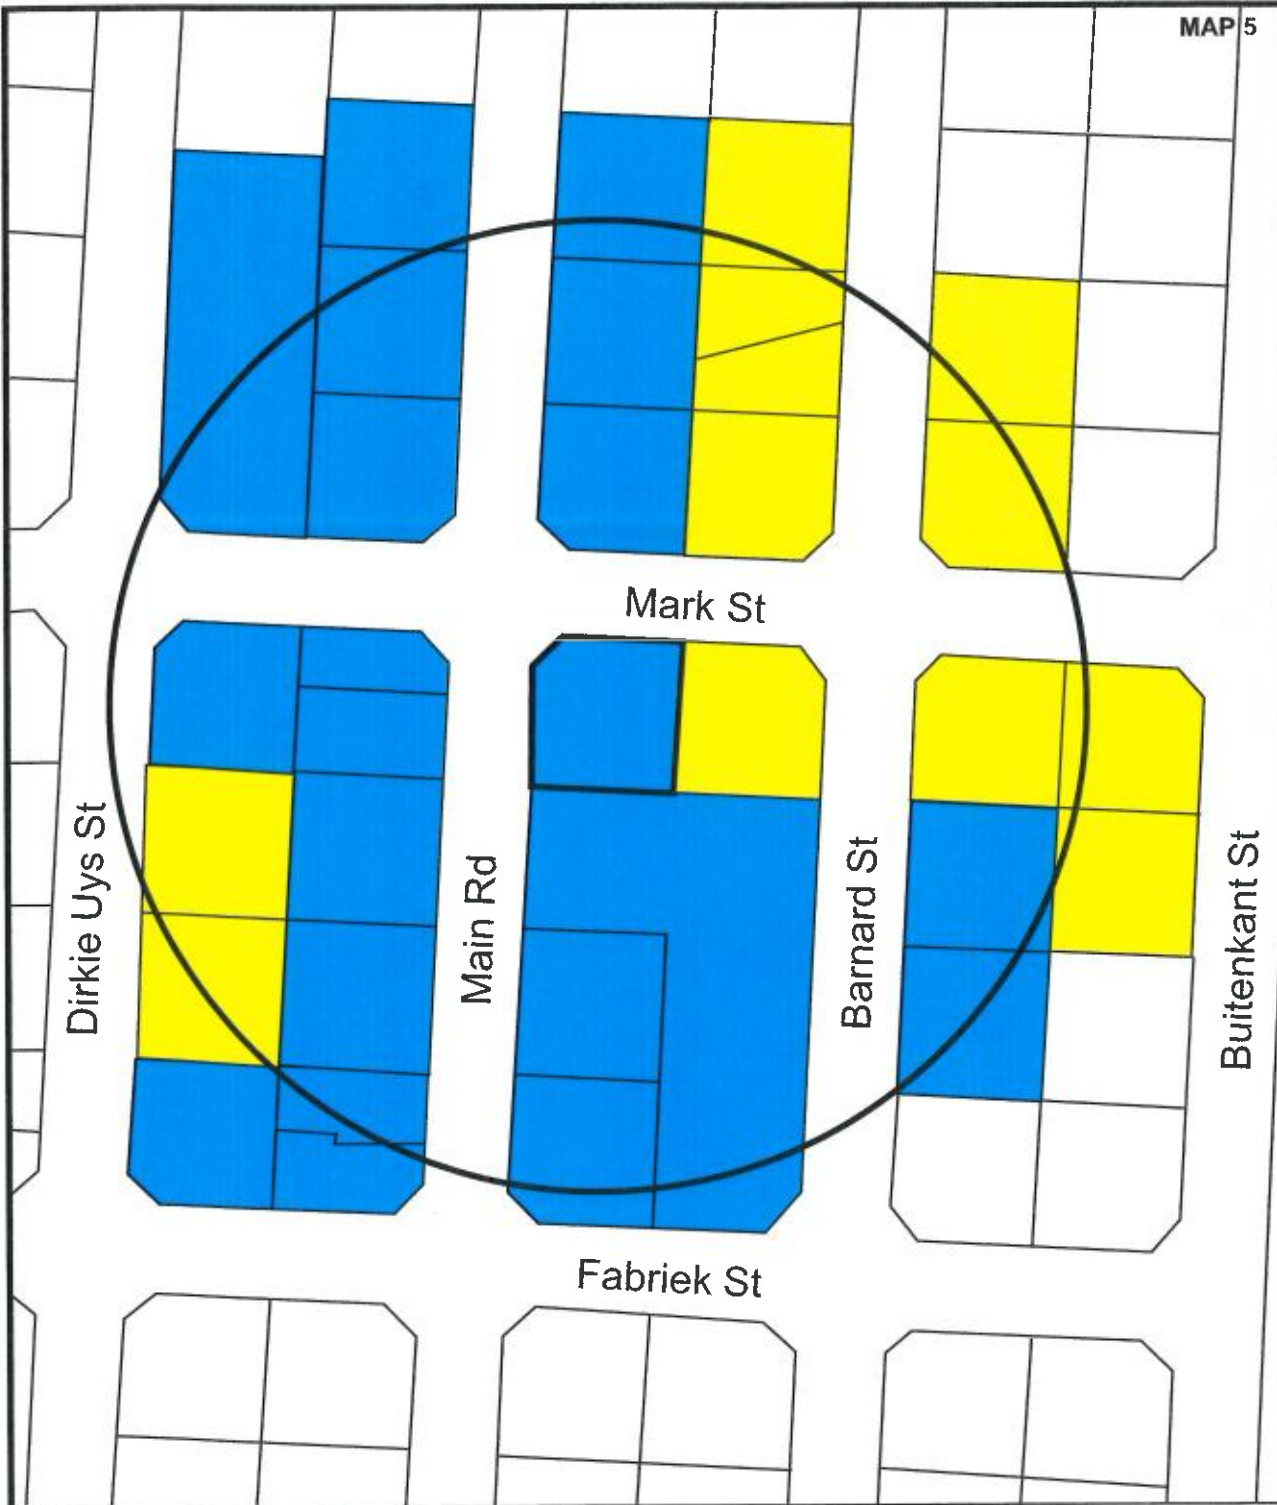 MAP 5
Mark St
Dirkie Uys St
Main Rd
Barnard St
Buitenkant St
Fabriek St